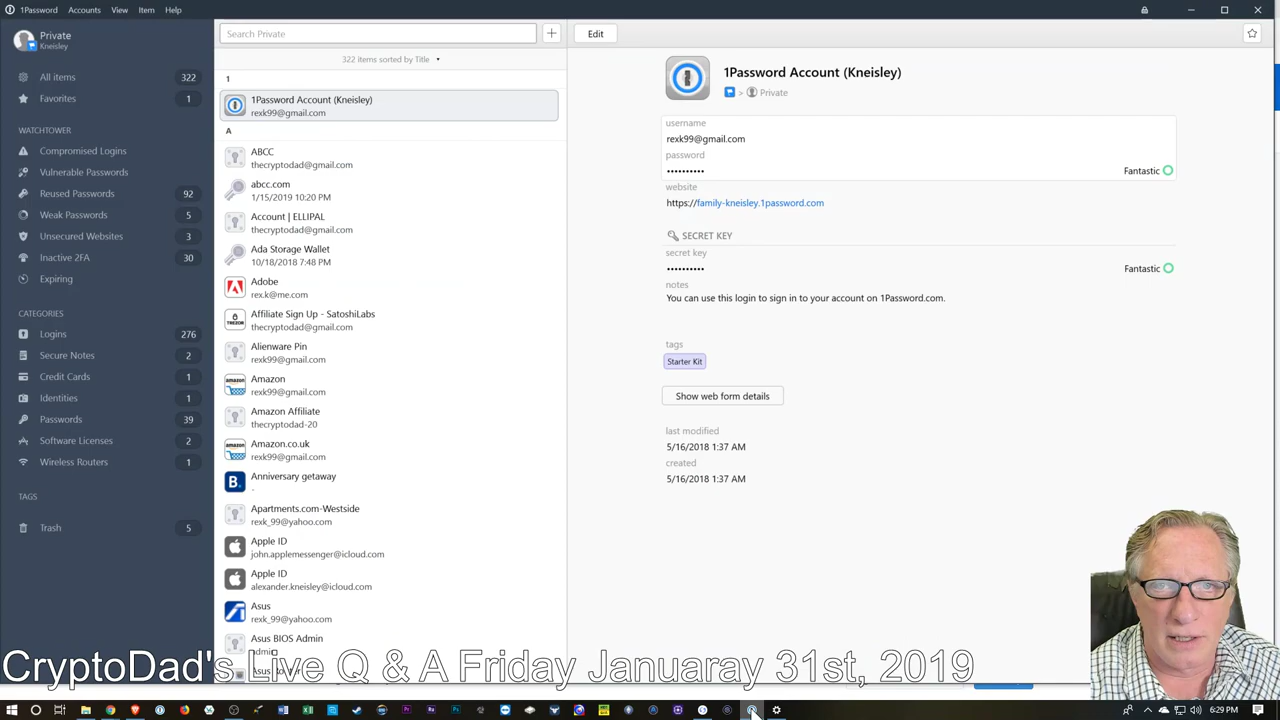 1Password Accounts View Item Help
Private
Kneisley
All items 322
Favorites 1
WATCHTOWER
Compromised Logins
Vulnerable Passwords
Reused Passwords 92
Weak Passwords 5
Unsecured Websites 3
Inactive 2FA 30
Expiring
CATEGORIES
Logins 276
Secure Notes 2
Credit Cards 1
Identities 1
Passwords 39
Software Licenses 2
Wireless Routers 1
TAGS
Trash 5
Search Private
322 items sorted by Title
1
1Password Account (Kneisley)
rexk99@gmail.com
A
ABCC
thecryptodad@gmail.com
abcc.com
1/15/2019 10:20 PM
Account | ELLIPAL
thecryptodad@gmail.com
Ada Storage Wallet
10/18/2018 7:48 PM
Adobe
rex.k@me.com
Affiliate Sign Up - SatoshiLabs
thecryptodad@gmail.com
Alienware Pin
rexk99@gmail.com
Amazon
rexk99@gmail.com
Amazon Affiliate
thecryptodad-20
Amazon.co.uk
rexk99@gmail.com
Anniversary getaway
.
Apartments.com-Westside
rexk_99@yahoo.com
Apple ID
john.applemessenger@icloud.com
Apple ID
alexander.kneisley@icloud.com
Asus
rexk_99@yahoo.com
Asus BIOS Admin
admin
Edit
1Password Account (Kneisley)
> Private
username
rexk99@gmail.com
password
•••••••••• Fantastic
website
https://family-kneisley.1password.com
SECRET KEY
secret key
•••••••••• Fantastic
notes
You can use this login to sign in to your account on 1Password.com.
tags
Starter Kit
Show web form details
last modified
5/16/2018 1:37 AM
created
5/16/2018 1:37 AM
CryptoDad's Live Q & A Friday Januaray 31st, 2019
6:29 PM